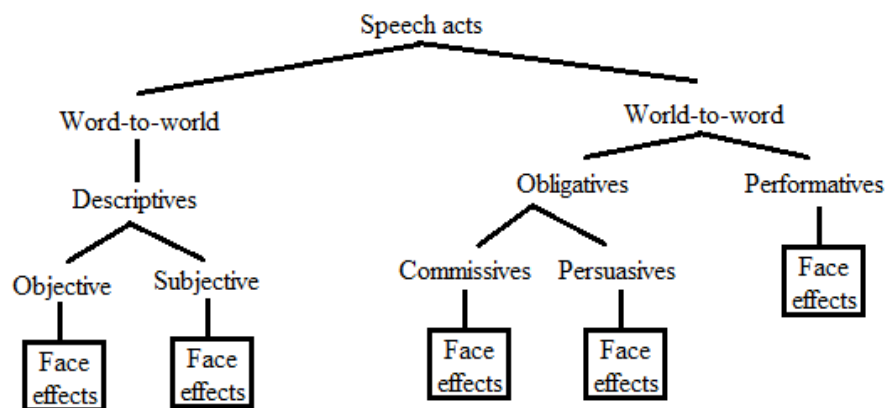 Speech acts
Word-to-world
World-to-word
Descriptives
Obligatives
Performatives
Objective
Subjective
Commissives
Persuasives
Face
effects
Face
effects
Face
effects
Face
effects
Face
effects